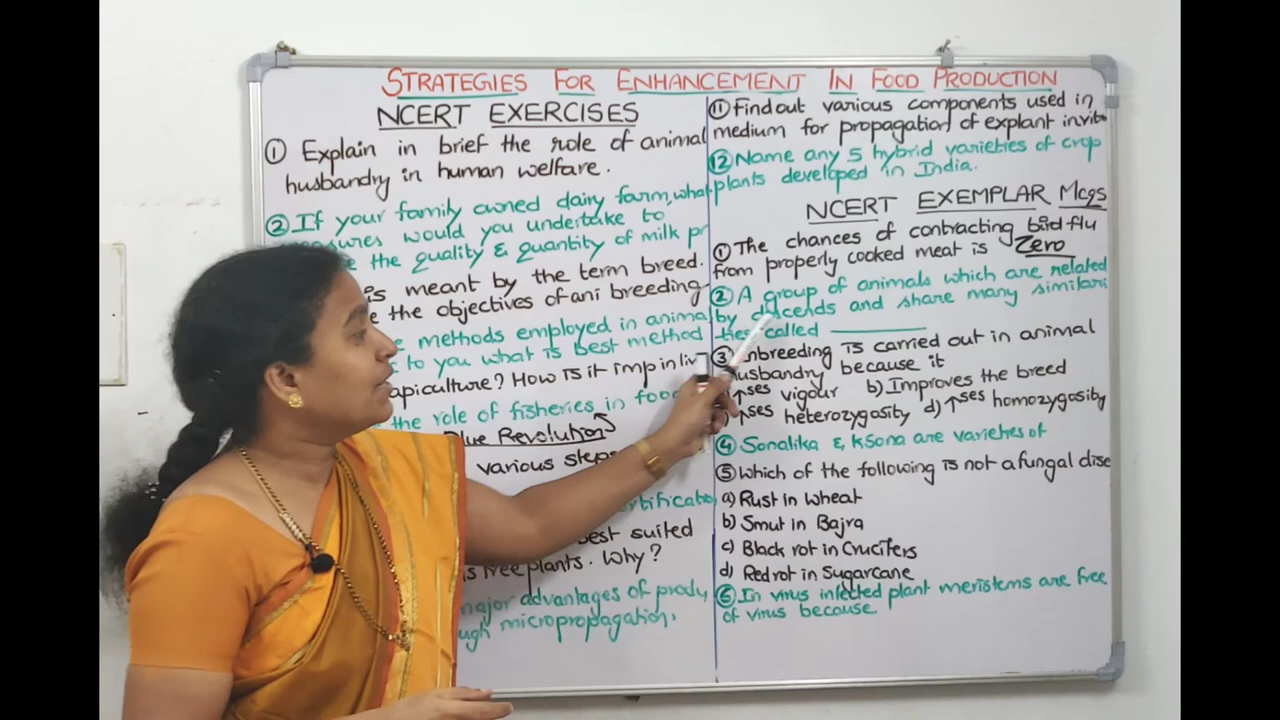 STRATEGIES FOR ENHANCEMENT IN FOOD PRODUCTION
NCERT EXERCISES
① Explain in brief the role of animal
husbandry in human welfare.
② If your family owned dairy farm, what
measures would you undertake to
the quality & quantity of milk pr
is meant by the term breed.
the objectives of ani breeding
methods employed in anima
to you what is best method
apiculture? How is it imp in
the role of fisheries in food
Blue Revolution
various steps
ortificatio
best suited
free plants. Why?
major advantages of
micropropagation,
⑪ Find out various components used in
medium for propagation of explant invit
⑫ Name any 5 hybrid varieties of crop
plants developed in India.
NCERT EXEMPLAR Mcqs
① The chances of contracting bird flu
from properly cooked meat is Zero
② A group of animals which are related
by descends and share many similari
ties called
③ Inbreeding is carried out in animal
husbandry because it
↑ses vigour b) Improves the breed
↑ses heterozygosity d) ↑ses homozygosity
④ Sonalika & kSona are varieties of
⑤ Which of the following is not a fungal dise
a) Rust in Wheat
b) Smut in Bajra
c) Black rot in Crucifers
d) Red rot in Sugarcane
⑥ In virus infected plant meristems are free
of virus because